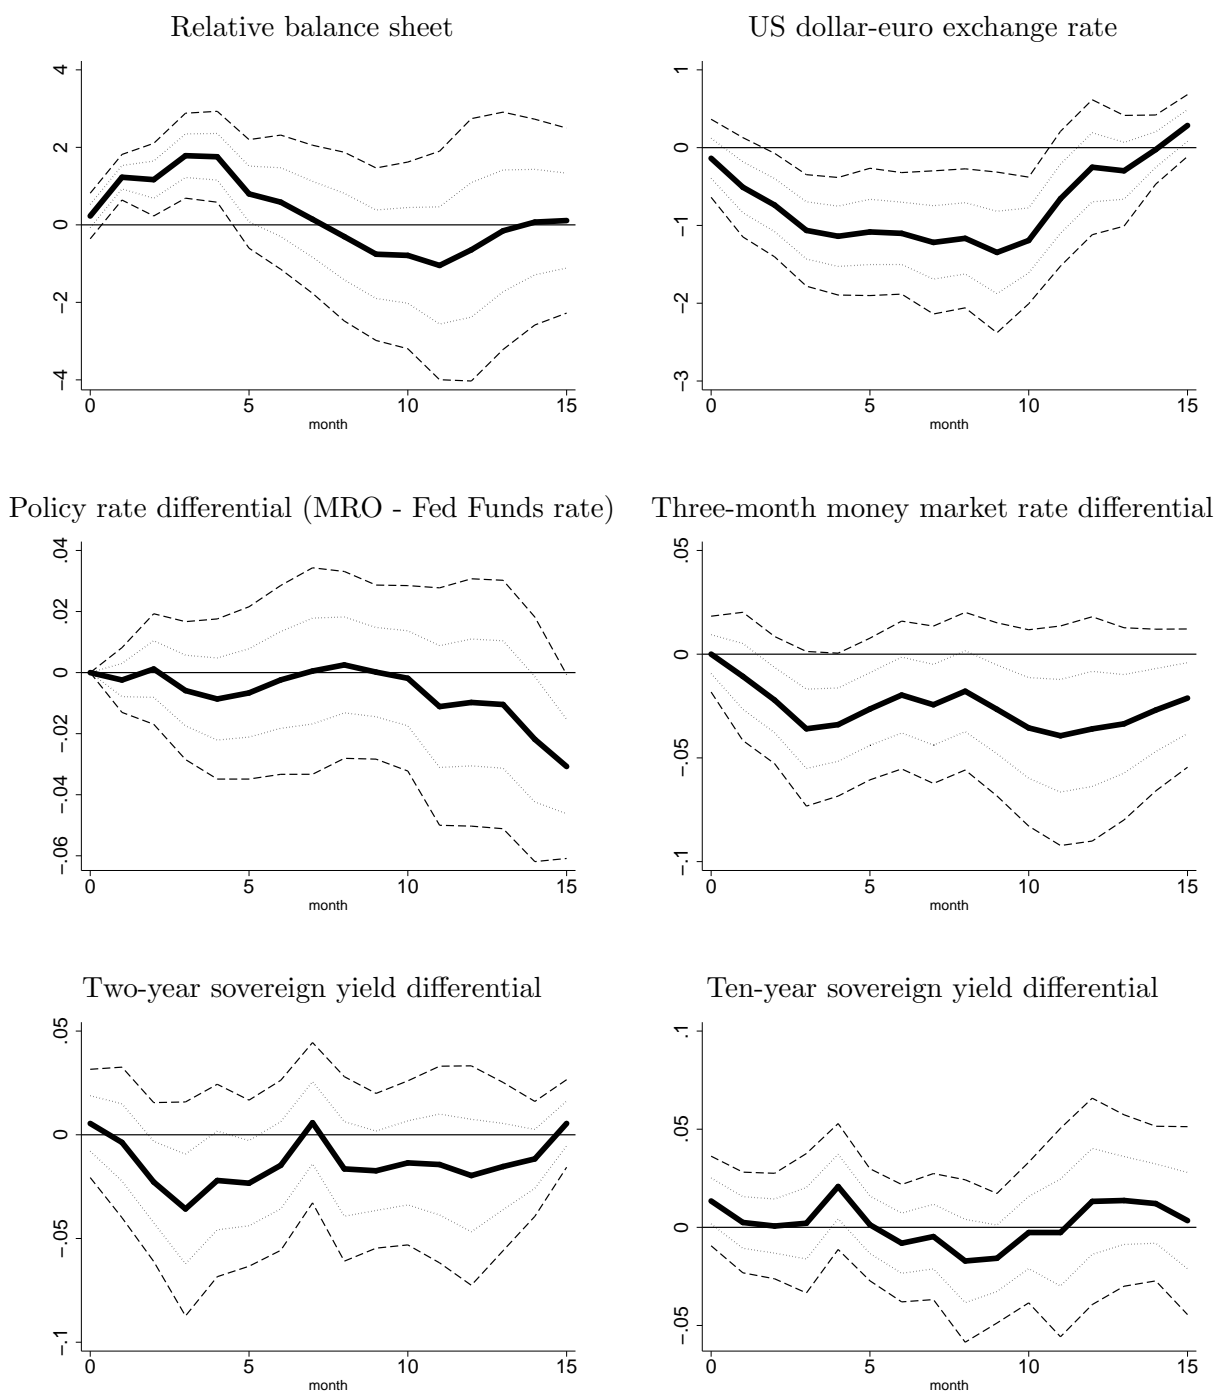 Relative balance sheet
4
2
0
−2
−4
0 5 10 15
month
US dollar-euro exchange rate
1
0
−1
−2
−3
0 5 10 15
month
Policy rate differential (MRO - Fed Funds rate)
.04
.02
0
−.02
−.04
−.06
0 5 10 15
month
Three-month money market rate differential
.05
0
−.05
−.1
0 5 10 15
month
Two-year sovereign yield differential
.05
0
−.05
−.1
0 5 10 15
month
Ten-year sovereign yield differential
.1
.05
0
−.05
0 5 10 15
month